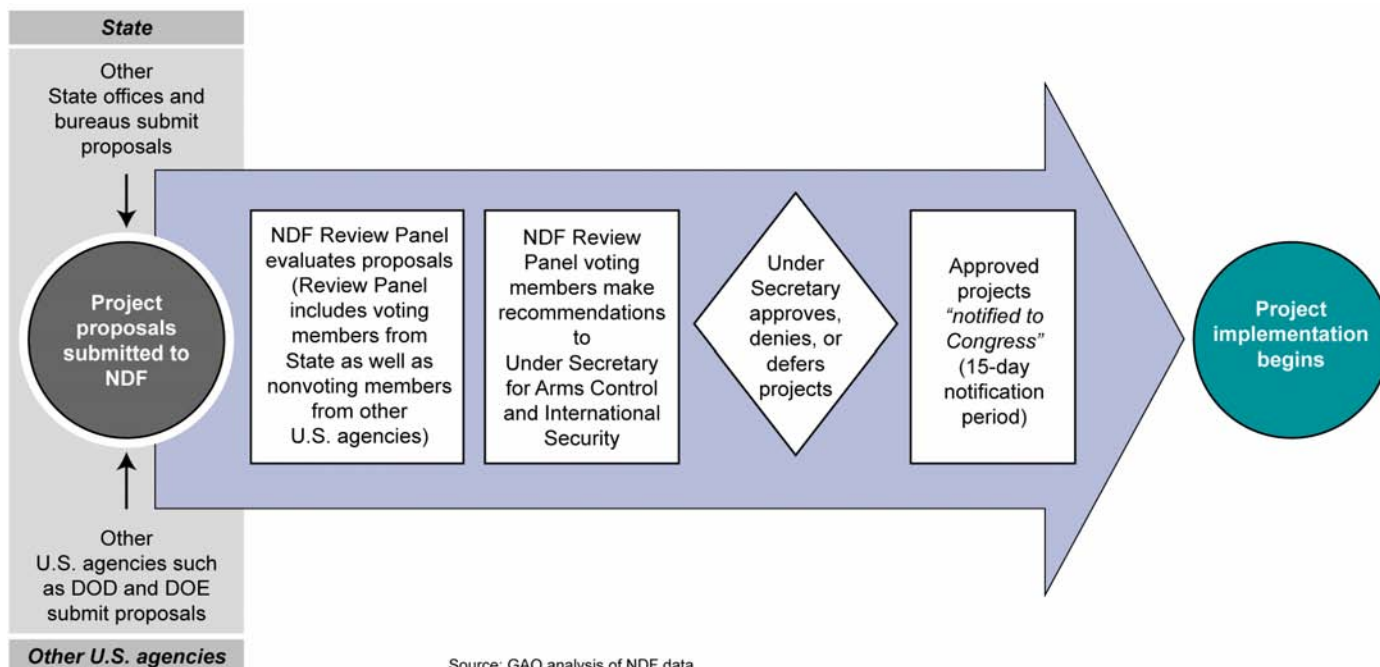 State
Other
State offices and
bureaus submit
proposals
Project
proposals
submitted to
NDF
Other
U.S. agencies such
as DOD and DOE
submit proposals
Other U.S. agencies
NDF Review Panel
evaluates proposals
(Review Panel
includes voting
members from
State as well as
nonvoting members
from other
U.S. agencies)
NDF Review
Panel voting
members make
recommendations
to
Under Secretary
for Arms Control
and International
Security
Under
Secretary
approves,
denies, or
defers
projects
Approved
projects
“notified to
Congress”
(15-day
notification
period)
Project
implementation
begins
Source: GAO analysis of NDF data